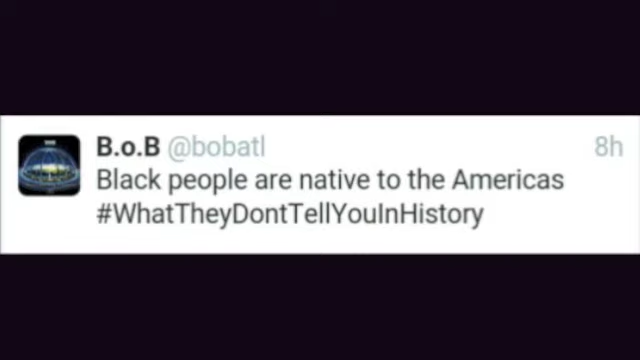 B.o.B @bobatl 8h
Black people are native to the Americas
#WhatTheyDontTellYouInHistory